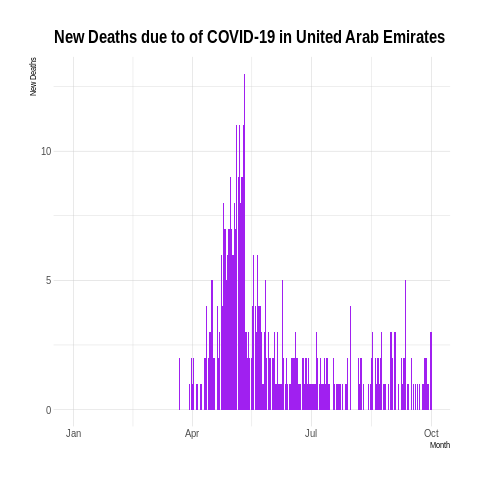 New Deaths due to of COVID-19 in United Arab Emirates
New Deaths
10
5
0
Jan Apr Jul Oct
Month